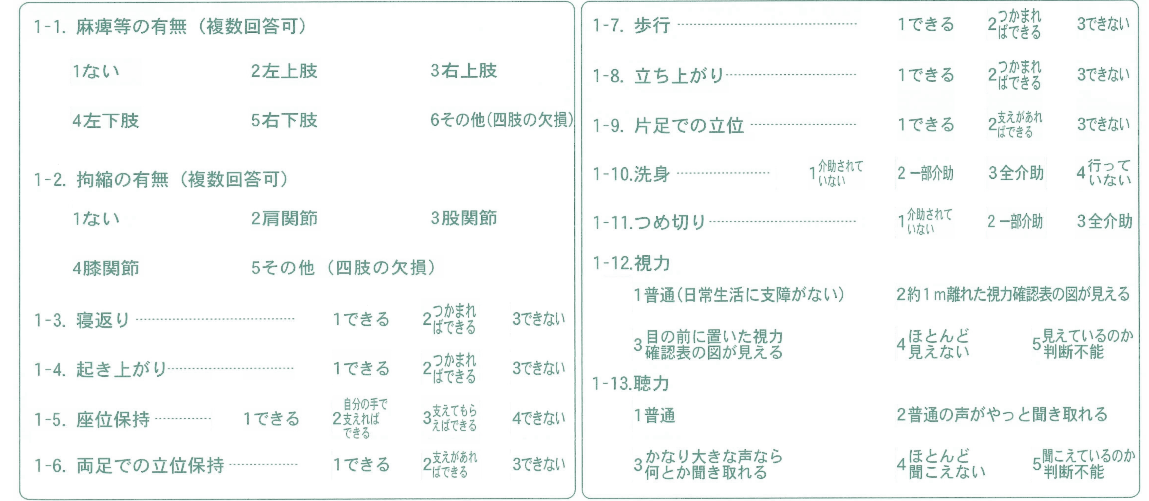 1-1. 麻痺等の有無（複数回答可）
1ない 2左上肢 3右上肢
4左下肢 5右下肢 6その他(四肢の欠損)
1-2. 拘縮の有無（複数回答可）
1ない 2肩関節 3股関節
4膝関節 5その他（四肢の欠損）
1-3. 寝返り 1できる 2つかまればできる 3できない
1-4. 起き上がり 1できる 2つかまればできる 3できない
1-5. 座位保持 1できる 2自分の手で支えればできる 3支えてもらえばできる 4できない
1-6. 両足での立位保持 1できる 2支えがあればできる 3できない
1-7. 歩行 1できる 2つかまればできる 3できない
1-8. 立ち上がり 1できる 2つかまればできる 3できない
1-9. 片足での立位 1できる 2支えがあればできる 3できない
1-10.洗身 1介助されていない 2一部介助 3全介助 4行っていない
1-11.つめ切り 1介助されていない 2一部介助 3全介助
1-12.視力
1普通(日常生活に支障がない) 2約1m離れた視力確認表の図が見える
3目の前に置いた視力確認表の図が見える 4ほとんど見えない 5見えているのか判断不能
1-13.聴力
1普通 2普通の声がやっと聞き取れる
3かなり大きな声なら何とか聞き取れる 4ほとんど聞こえない 5聞こえているのか判断不能